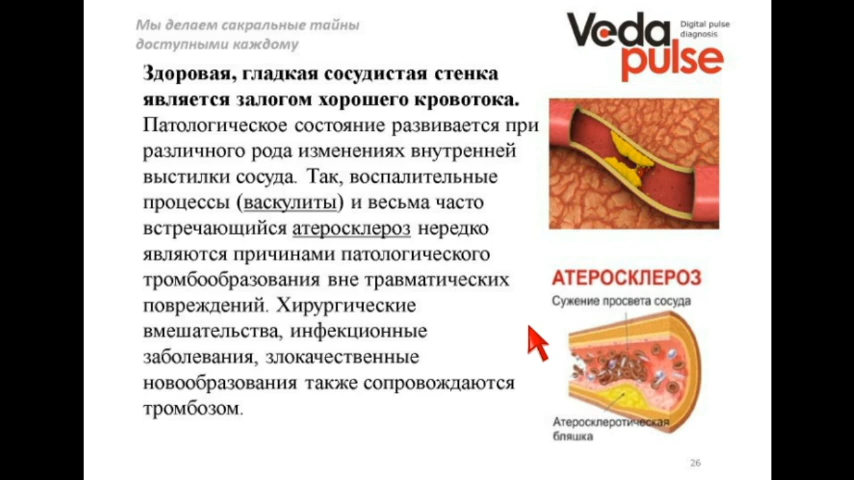 Мы делаем сакральные тайны
доступными каждому
Veda
pulse
Digital pulse
diagnosis
Здоровая, гладкая сосудистая стенка
является залогом хорошего кровотока.
Патологическое состояние развивается при
различного рода изменениях внутренней
выстилки сосуда. Так, воспалительные
процессы (васкулиты) и весьма часто
встречающийся атеросклероз нередко
являются причинами патологического
тромбообразования вне травматических
повреждений. Хирургические
вмешательства, инфекционные
заболевания, злокачественные
новообразования также сопровождаются
тромбозом.
АТЕРОСКЛЕРОЗ
Сужение просвета сосуда
Атеросклеротическая
бляшка
26